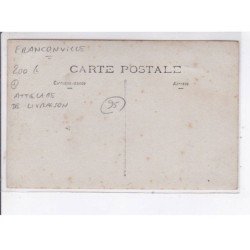 FRANCONVILLE
200 €
CARTE POSTALE
Correspondance
Adresse
ATTELAGE
DE LIVRAISON
95